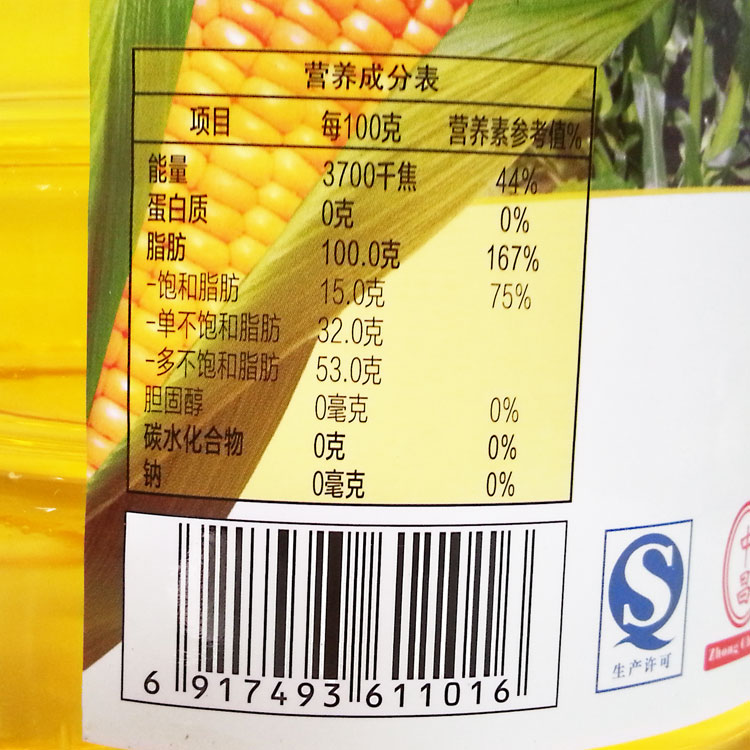 营养成分表
项目 每100克 营养素参考值%
能量 3700千焦 44%
蛋白质 0克 0%
脂肪 100.0克 167%
-饱和脂肪 15.0克 75%
-单不饱和脂肪 32.0克
-多不饱和脂肪 53.0克
胆固醇 0毫克 0%
碳水化合物 0克 0%
钠 0毫克 0%
6 917493 611016
生产许可
Zhong